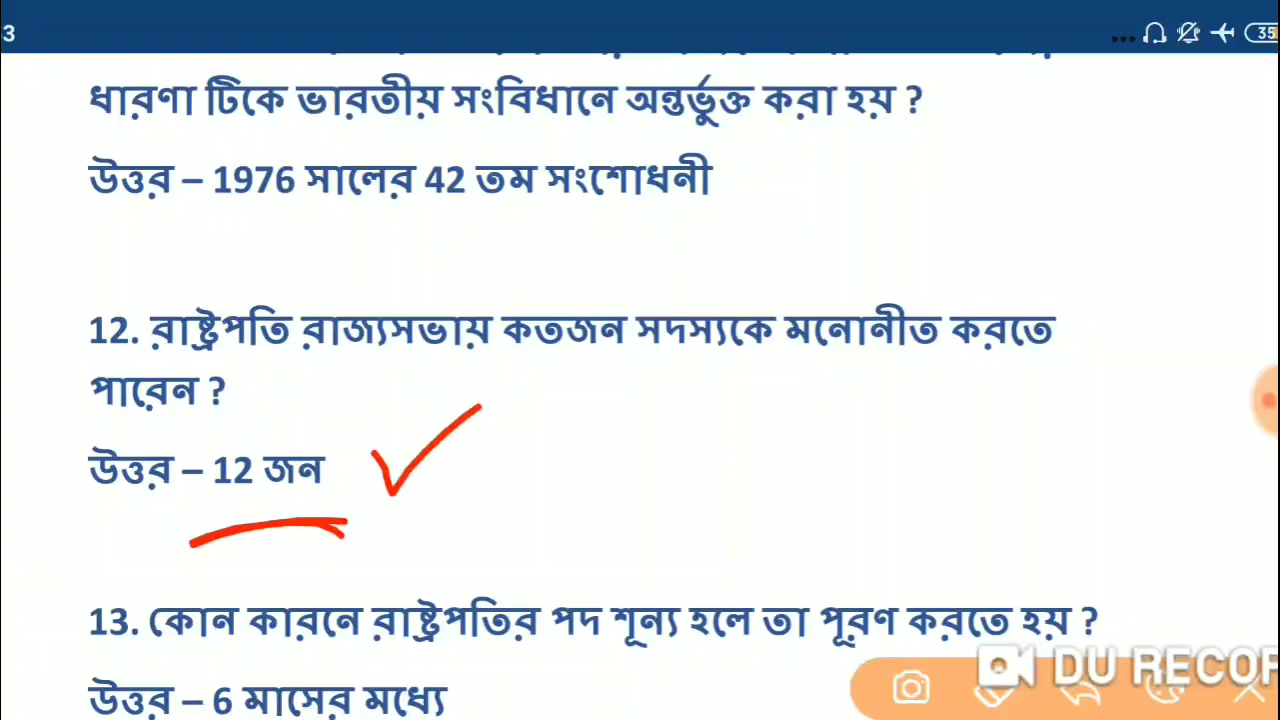 3
35
ধারণা টিকে ভারতীয় সংবিধানে অন্তর্ভুক্ত করা হয় ?
উত্তর – 1976 সালের 42 তম সংশোধনী
12. রাষ্ট্রপতি রাজ্যসভায় কতজন সদস্যকে মনোনীত করতে
পারেন ?
উত্তর – 12 জন
13. কোন কারনে রাষ্ট্রপতির পদ শূন্য হলে তা পূরণ করতে হয় ?
উত্তর – 6 মাসের মধ্যে
DU RECOR